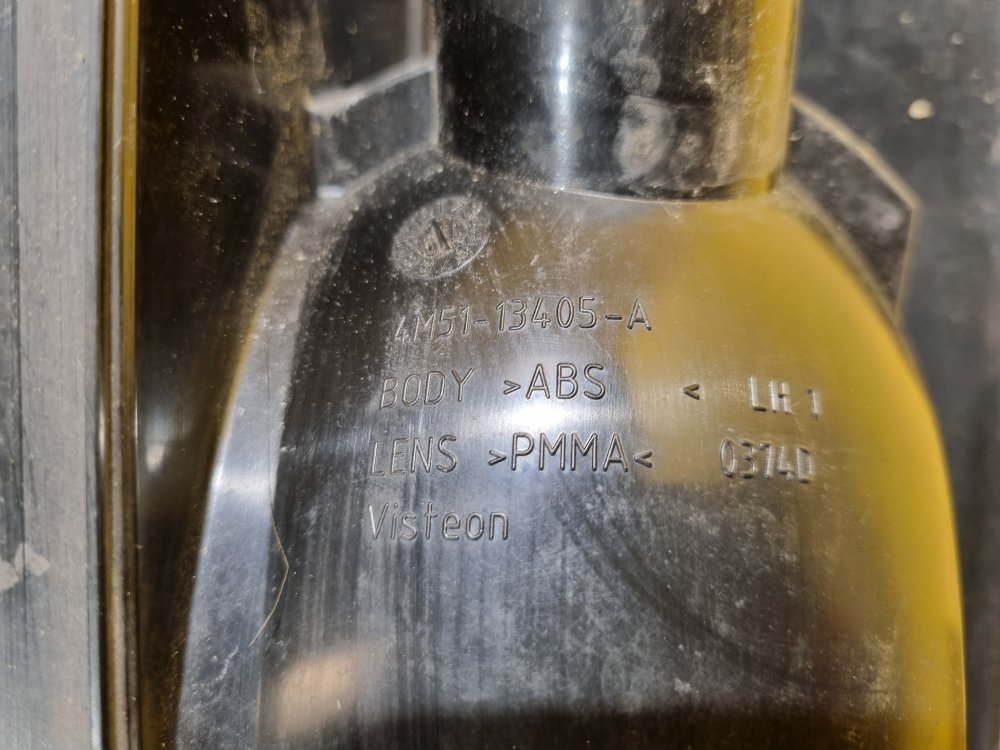 4M51-13405-A
BODY >ABS < LH 1
LENS >PMMA< 0374D
Visteon